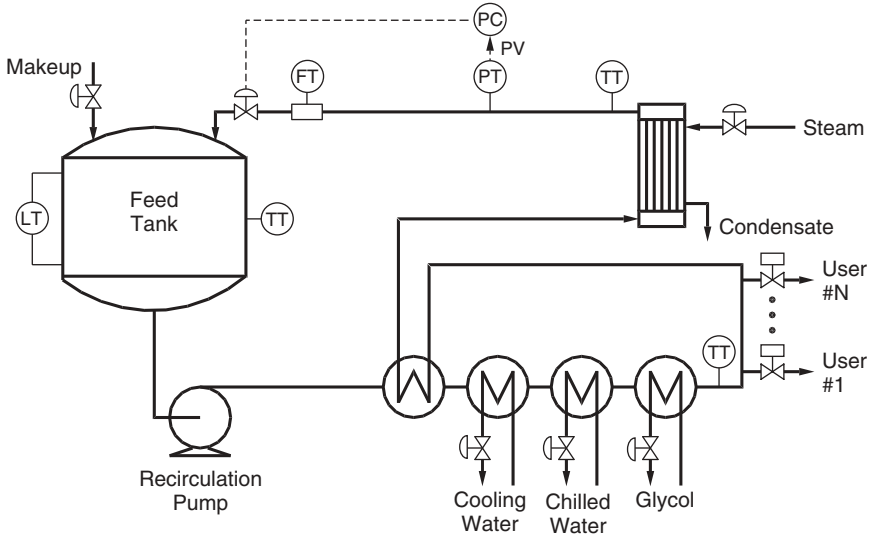 PC
PV
Makeup
FT
PT
TT
Steam
Feed
Tank
LT
TT
Condensate
User
#N
TT
User
#1
Recirculation
Pump
Cooling
Water
Chilled
Water
Glycol